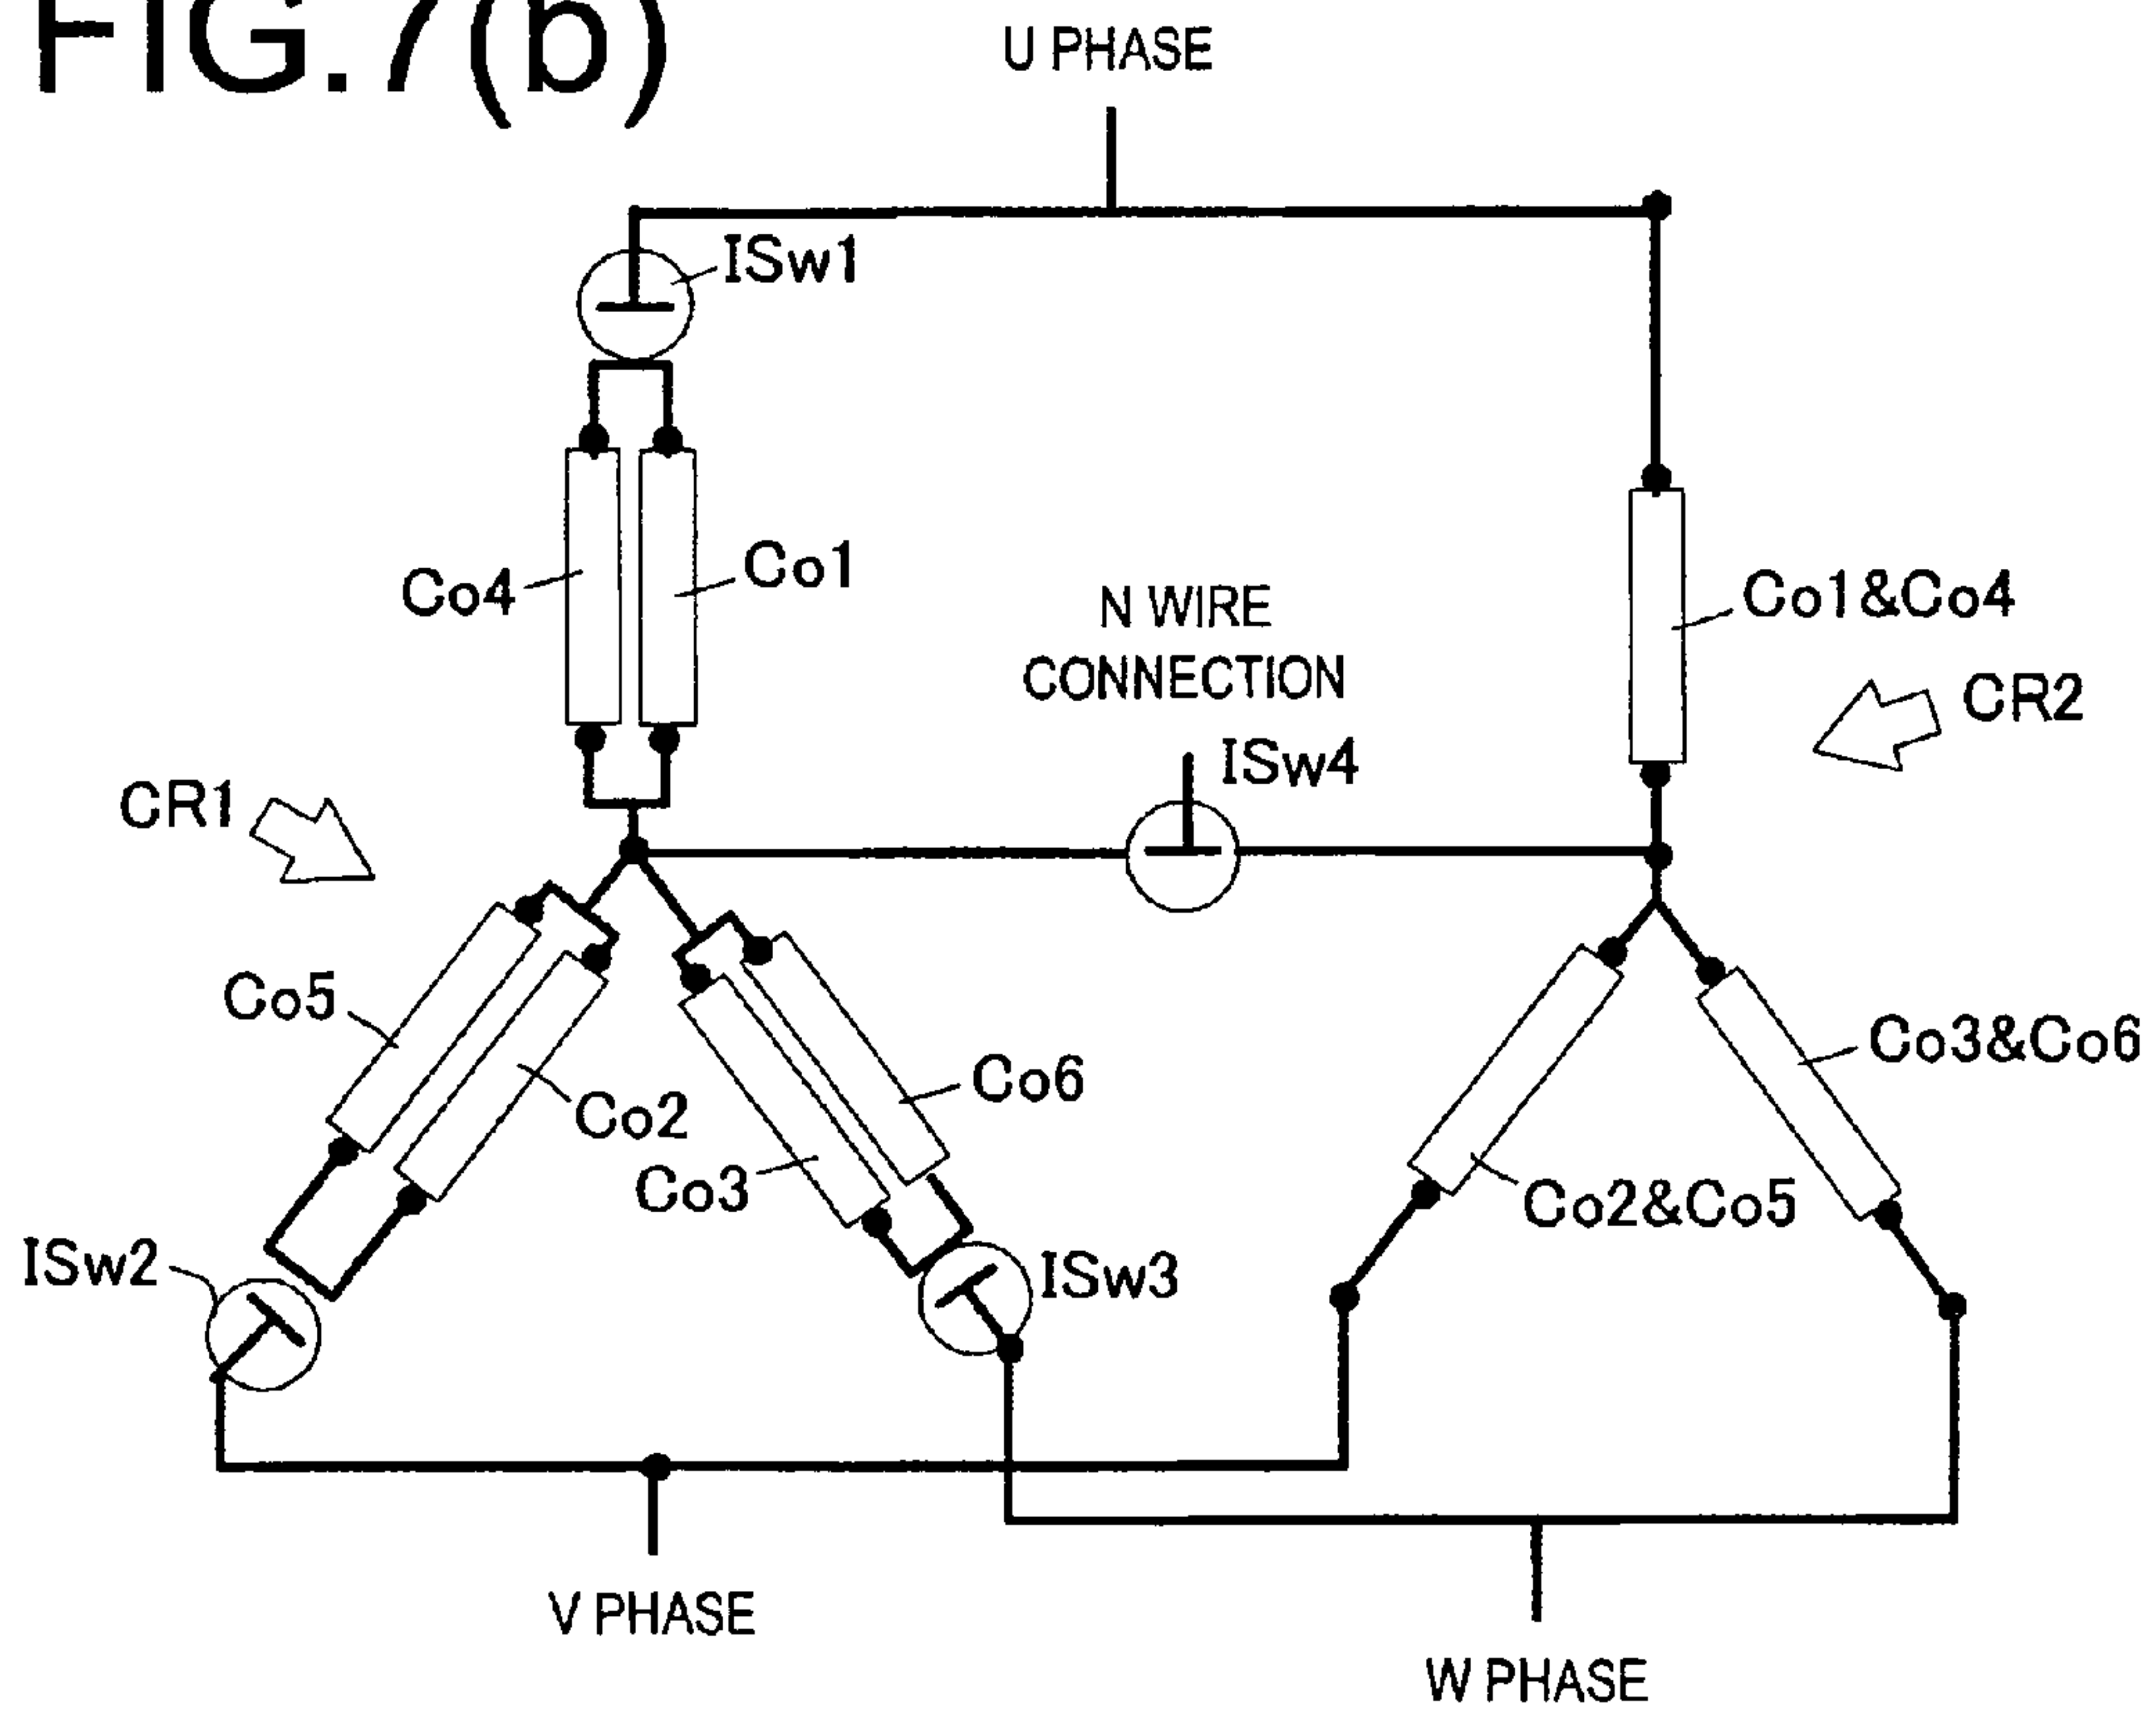 FIG.7(b)
U PHASE
ISw1
Co4
Co1
N WIRE
CONNECTION
Co1&Co4
CR2
ISw4
CR1
Co5
Co2
Co6
Co3
Co3&Co6
Co2&Co5
ISw2
ISw3
V PHASE
W PHASE